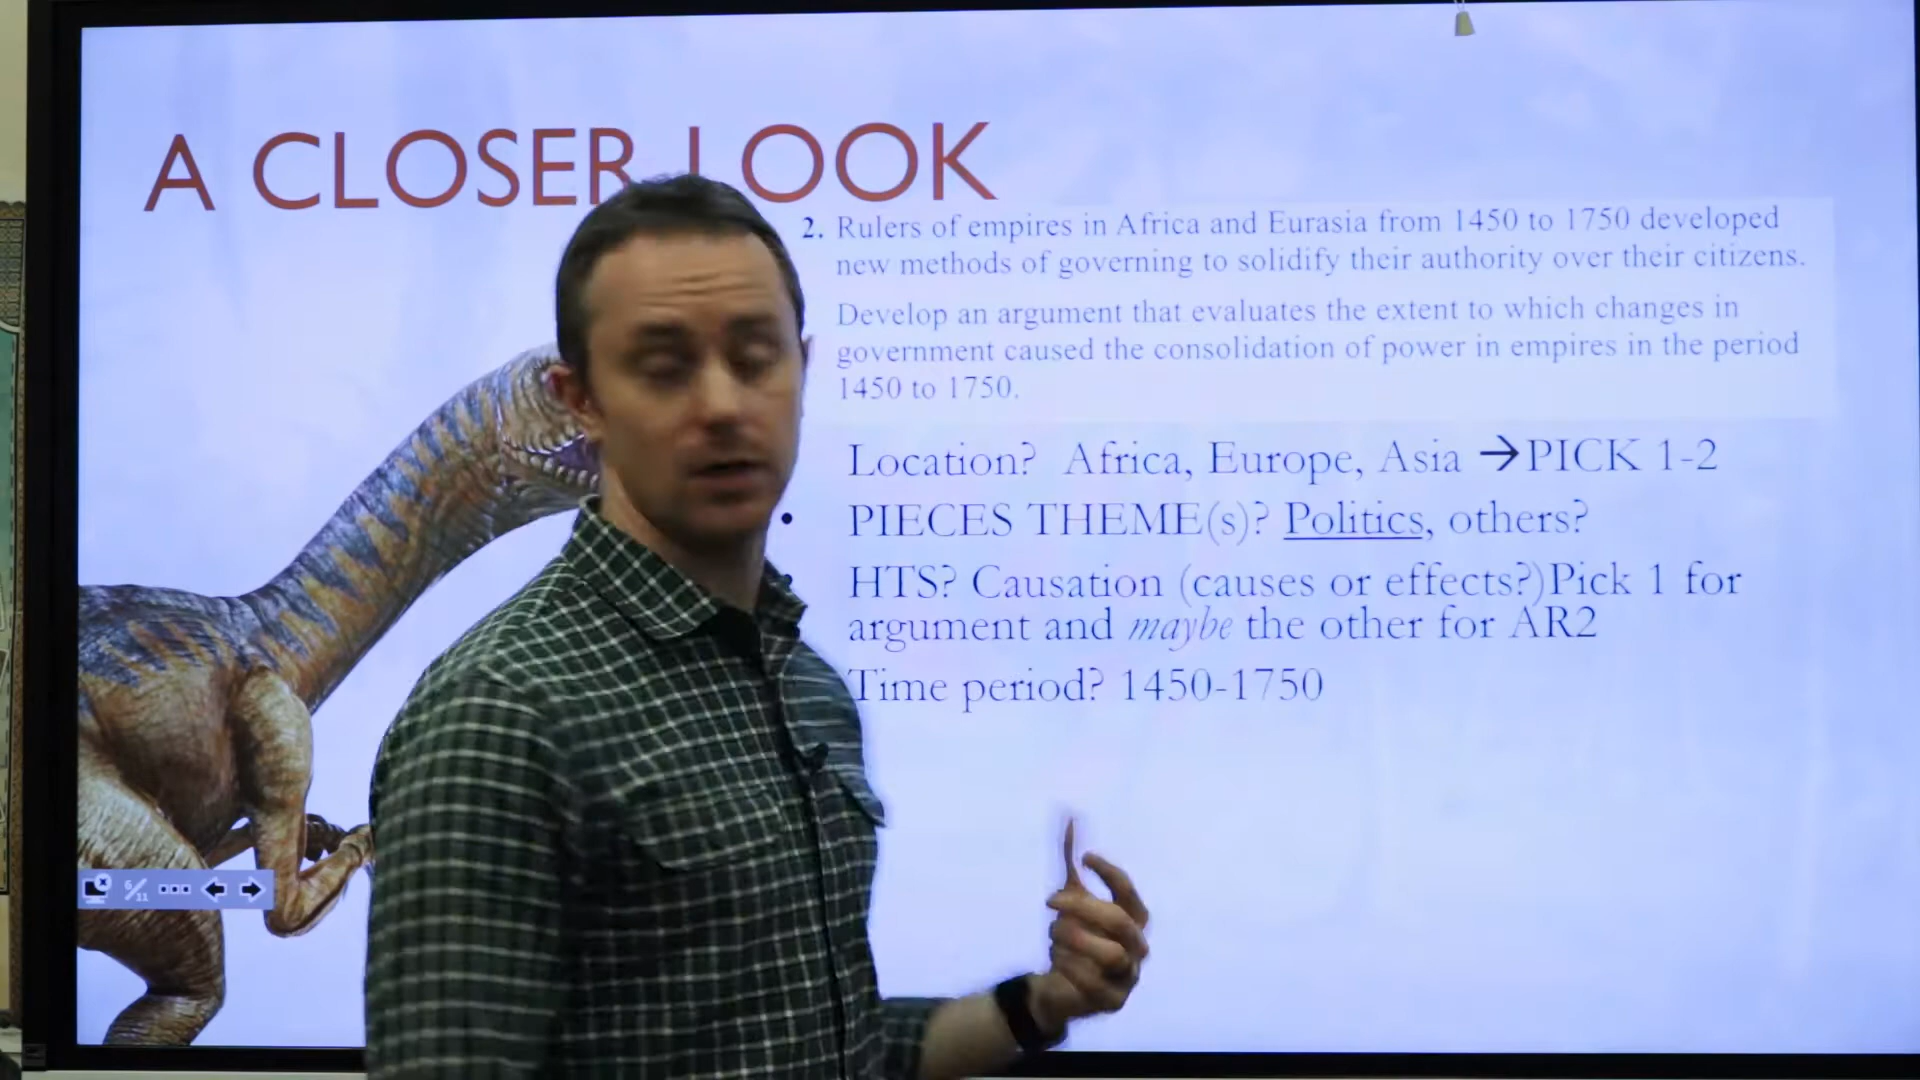 A CLOSER LOOK
2. Rulers of empires in Africa and Eurasia from 1450 to 1750 developed
new methods of governing to solidify their authority over their citizens.
Develop an argument that evaluates the extent to which changes in
government caused the consolidation of power in empires in the period
1450 to 1750.
Location? Africa, Europe, Asia →PICK 1-2
• PIECES THEME(s)? Politics, others?
HTS? Causation (causes or effects?)Pick 1 for
argument and maybe the other for AR2
Time period? 1450-1750
6/11